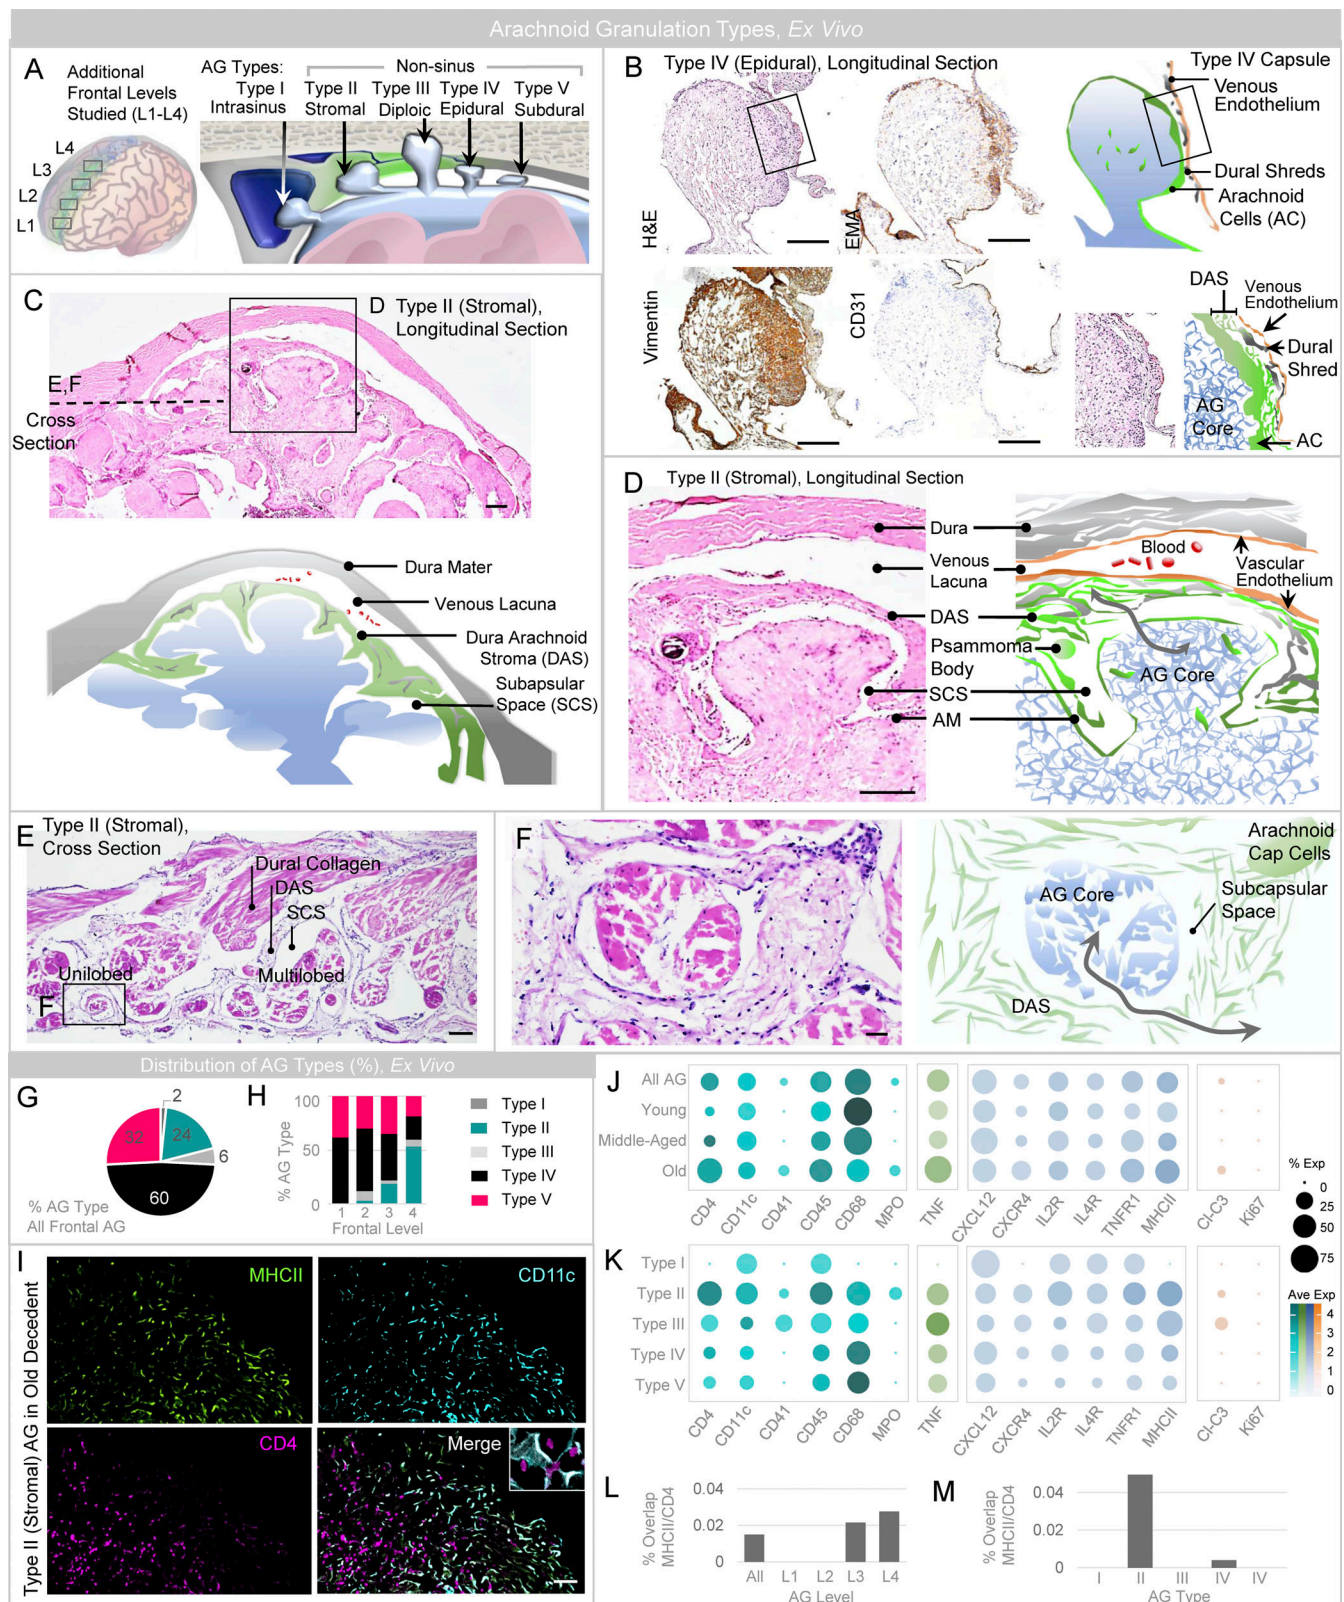 Arachnoid Granulation Types, Ex Vivo
A
Additional
Frontal Levels
Studied (L1-L4)
L4
L3
L2
L1
AG Types:
Type I
Intrasinus
Non-sinus
Type II
Stromal
Type III
Diploic
Type IV
Epidural
Type V
Subdural
B
Type IV (Epidural), Longitudinal Section
H&E
EMA
Vimentin
CD31
Type IV Capsule
Venous
Endothelium
Dural Shreds
Arachnoid
Cells (AC)
DAS
Venous
Endothelium
Dural
Shred
AG
Core
AC
C
D
Type II (Stromal),
Longitudinal Section
E,F
Cross
Section
Dura Mater
Venous Lacuna
Dura Arachnoid
Stroma (DAS)
Subapsular
Space (SCS)
D
Type II (Stromal), Longitudinal Section
Dura
Venous
Lacuna
DAS
Psammoma
Body
SCS
AM
Blood
Vascular
Endothelium
AG Core
E
Type II (Stromal),
Cross Section
Dural Collagen
DAS
SCS
Unilobed
Multilobed
F
F
Arachnoid
Cap Cells
AG Core
Subcapsular
Space
DAS
Distribution of AG Types (%), Ex Vivo
G
2
32
24
6
60
% AG Type
All Frontal AG
H
% AG Type
100
50
0
1 2 3 4
Frontal Level
Type I
Type II
Type III
Type IV
Type V
I
Type II (Stromal) AG in Old Decedent
MHCII
CD11c
CD4
Merge
J
All AG
Young
Middle-Aged
Old
CD4 CD11c CD41 CD45 CD68 MPO TNF CXCL12 CXCR4 IL2R IL4R TNFR1 MHCII Cl-C3 Ki67
K
Type I
Type II
Type III
Type IV
Type V
CD4 CD11c CD41 CD45 CD68 MPO TNF CXCL12 CXCR4 IL2R IL4R TNFR1 MHCII Cl-C3 Ki67
% Exp
0
25
50
75
Ave Exp
4
3
2
1
0
L
% Overlap
MHCII/CD4
0.04
0.02
0
All L1 L2 L3 L4
AG Level
M
% Overlap
MHCII/CD4
0.04
0.02
0
I II III IV IV
AG Type